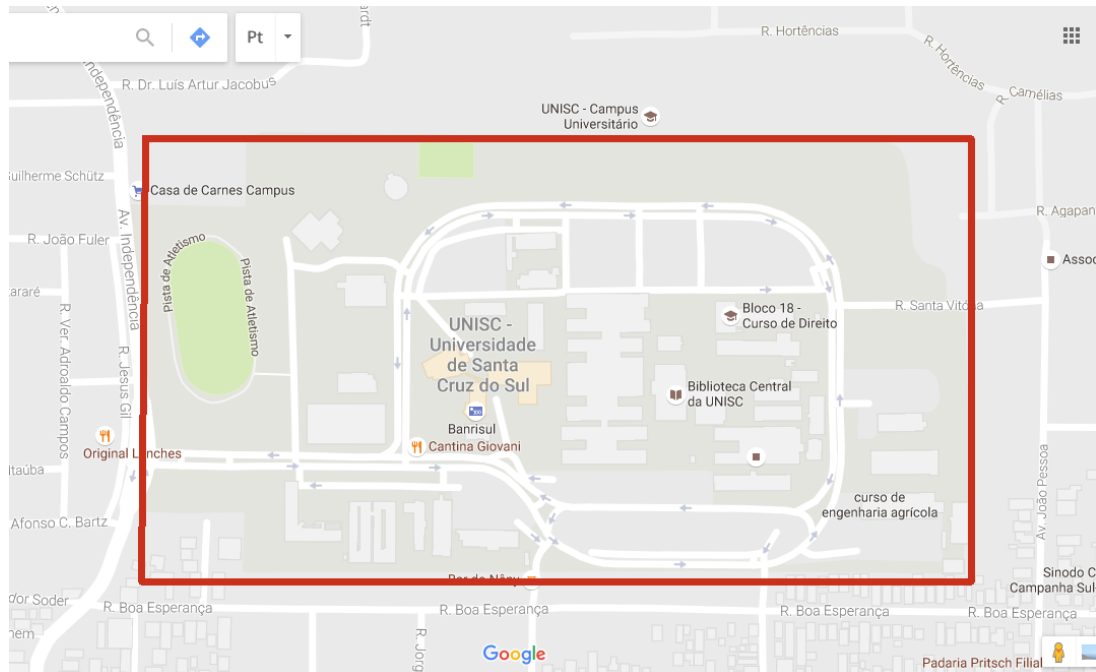 Pt
R. Hortências
R. Hortências
R. Camélias
R. Dr. Luís Artur Jacobus
Independência
UNISC - Campus
Universitário
Guilherme Schütz
Casa de Carnes Campus
Av. Independência
R. João Fuler
Pista de Atletismo
Pista de Atletismo
R. Agapan
Assoc
R. Ver. Adroaldo Campos
R. Santa Vitória
Bloco 18 -
Curso de Direito
UNISC -
Universidade
de Santa
Cruz do Sul
R. Jesus Gil
Biblioteca Central
da UNISC
Banrisul
Cantina Giovani
Original Lanches
Itaúba
Av. João Pessoa
curso de
engenharia agrícola
Afonso C. Bartz
Sinodo C
Campanha Sul-
R. Boa Esperança
R. Boa Esperança
R. Boa Esperança
R. Boa Esperança
R. Jorg
Google
Padaria Pritsch Filial